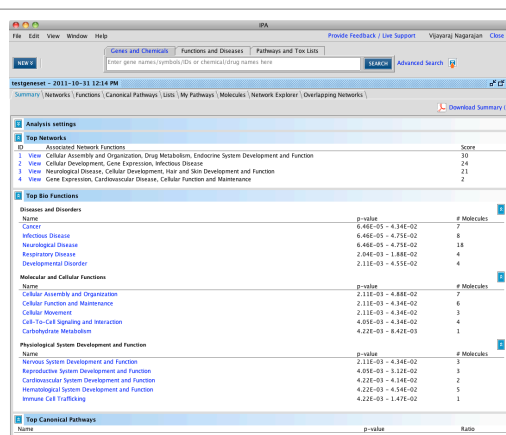 IPA
File Edit View Window Help Provide Feedback / Live Support Vijayaraj Nagarajan Close
Genes and Chemicals Functions and Diseases Pathways and Tox Lists
NEW Enter gene names/symbols/IDs or chemical/drug names here SEARCH Advanced Search
testgeneset - 2011-10-31 12:14 PM
Summary \ Networks \ Functions \ Canonical Pathways \ Lists \ My Pathways \ Molecules \ Network Explorer \ Overlapping Networks \
Download Summary (
Analysis settings
Top Networks
ID Associated Network Functions Score
1 View Cellular Assembly and Organization, Drug Metabolism, Endocrine System Development and Function 30
2 View Cellular Development, Gene Expression, Infectious Disease 24
3 View Neurological Disease, Cellular Development, Hair and Skin Development and Function 21
4 View Gene Expression, Cardiovascular Disease, Cellular Function and Maintenance 2
Top Bio Functions
Diseases and Disorders
Name p-value # Molecules
Cancer 6.46E-05 - 4.34E-02 7
Infectious Disease 6.46E-05 - 4.75E-02 8
Neurological Disease 6.46E-05 - 4.75E-02 18
Respiratory Disease 2.04E-03 - 1.88E-02 4
Developmental Disorder 2.11E-03 - 4.55E-02 4
Molecular and Cellular Functions
Name p-value # Molecules
Cellular Assembly and Organization 2.11E-03 - 4.88E-02 7
Cellular Function and Maintenance 2.11E-03 - 4.34E-02 6
Cellular Movement 2.11E-03 - 4.34E-02 3
Cell-To-Cell Signaling and Interaction 4.05E-03 - 4.34E-02 4
Carbohydrate Metabolism 4.22E-03 - 8.42E-03 1
Physiological System Development and Function
Name p-value # Molecules
Nervous System Development and Function 2.11E-03 - 4.34E-02 3
Reproductive System Development and Function 4.05E-03 - 3.12E-02 3
Cardiovascular System Development and Function 4.22E-03 - 4.14E-02 2
Hematological System Development and Function 4.22E-03 - 4.54E-02 5
Immune Cell Trafficking 4.22E-03 - 1.47E-02 1
Top Canonical Pathways
Name p-value Ratio